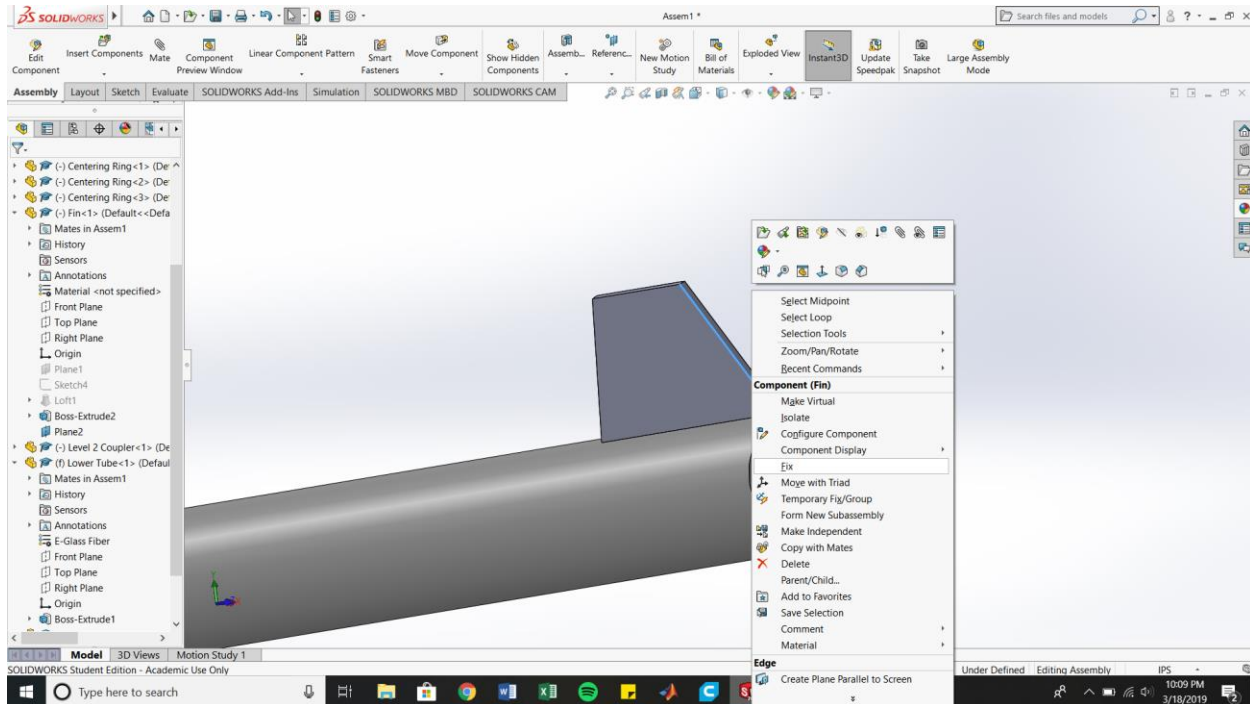 SOLIDWORKS
Assem1 *
Search files and models
Edit Component
Insert Components
Mate
Component Preview Window
Linear Component Pattern
Smart Fasteners
Move Component
Show Hidden Components
Assemb...
Referenc...
New Motion Study
Bill of Materials
Exploded View
Instant3D
Update Speedpak
Take Snapshot
Large Assembly Mode
Assembly
Layout
Sketch
Evaluate
SOLIDWORKS Add-Ins
Simulation
SOLIDWORKS MBD
SOLIDWORKS CAM
(-) Centering Ring<1> (De
(-) Centering Ring<2> (De
(-) Centering Ring<3> (De
(-) Fin<1> (Default<<Defa
Mates in Assem1
History
Sensors
Annotations
Material <not specified>
Front Plane
Top Plane
Right Plane
Origin
Plane1
Sketch4
Loft1
Boss-Extrude2
Plane2
(-) Level 2 Coupler<1> (De
(f) Lower Tube<1> (Defaul
Mates in Assem1
History
Sensors
Annotations
E-Glass Fiber
Front Plane
Top Plane
Right Plane
Origin
Boss-Extrude1
Select Midpoint
Select Loop
Selection Tools
Zoom/Pan/Rotate
Recent Commands
Component (Fin)
Make Virtual
Isolate
Configure Component
Component Display
Fix
Move with Triad
Temporary Fix/Group
Form New Subassembly
Make Independent
Copy with Mates
Delete
Parent/Child...
Add to Favorites
Save Selection
Comment
Material
Edge
Create Plane Parallel to Screen
Model
3D Views
Motion Study 1
SOLIDWORKS Student Edition - Academic Use Only
Under Defined
Editing Assembly
IPS
Type here to search
10:09 PM
3/18/2019